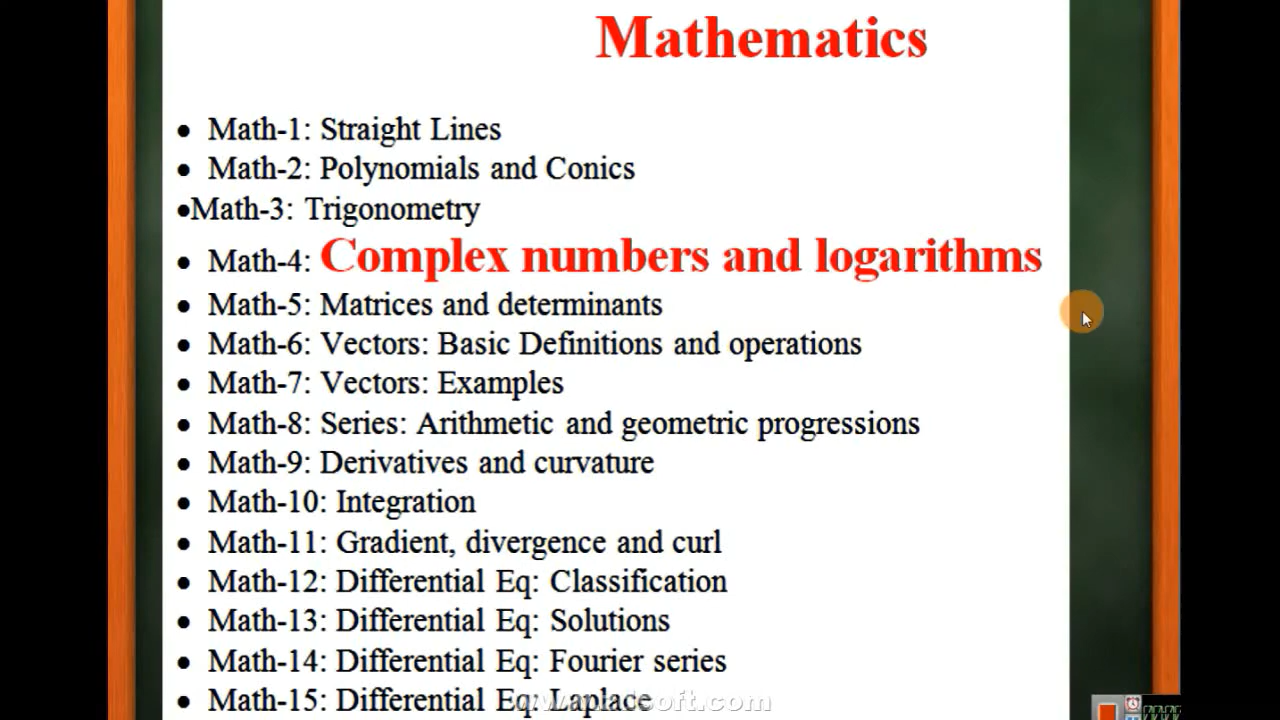 Mathematics
• Math-1: Straight Lines
• Math-2: Polynomials and Conics
•Math-3: Trigonometry
• Math-4: Complex numbers and logarithms
• Math-5: Matrices and determinants
• Math-6: Vectors: Basic Definitions and operations
• Math-7: Vectors: Examples
• Math-8: Series: Arithmetic and geometric progressions
• Math-9: Derivatives and curvature
• Math-10: Integration
• Math-11: Gradient, divergence and curl
• Math-12: Differential Eq: Classification
• Math-13: Differential Eq: Solutions
• Math-14: Differential Eq: Fourier series
• Math-15: Differential Eq: Laplace